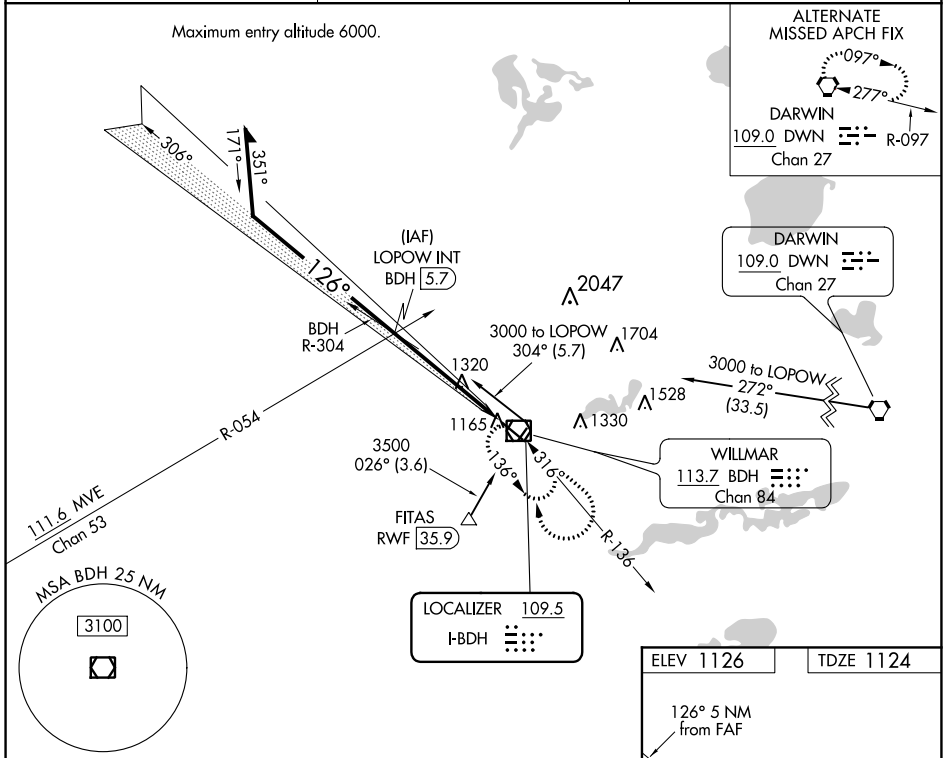 Maximum entry altitude 6000.
ALTERNATE
MISSED APCH FIX
097°
277°
DARWIN
109.0 DWN
R-097
Chan 27
306°
171°
351°
126°
(IAF)
LOPOW INT
BDH 5.7
BDH
R-304
2047
3000 to LOPOW
304° (5.7)
1704
1320
1528
1330
1165
DARWIN
109.0 DWN
Chan 27
3000 to LOPOW
272°
(33.5)
R-054
111.6 MVE
Chan 53
3500
026° (3.6)
136°
316°
R-136
FITAS
RWF 35.9
WILLMAR
113.7 BDH
Chan 84
LOCALIZER 109.5
I-BDH
MSA BDH 25 NM
3100
ELEV 1126
TDZE 1124
126° 5 NM
from FAF